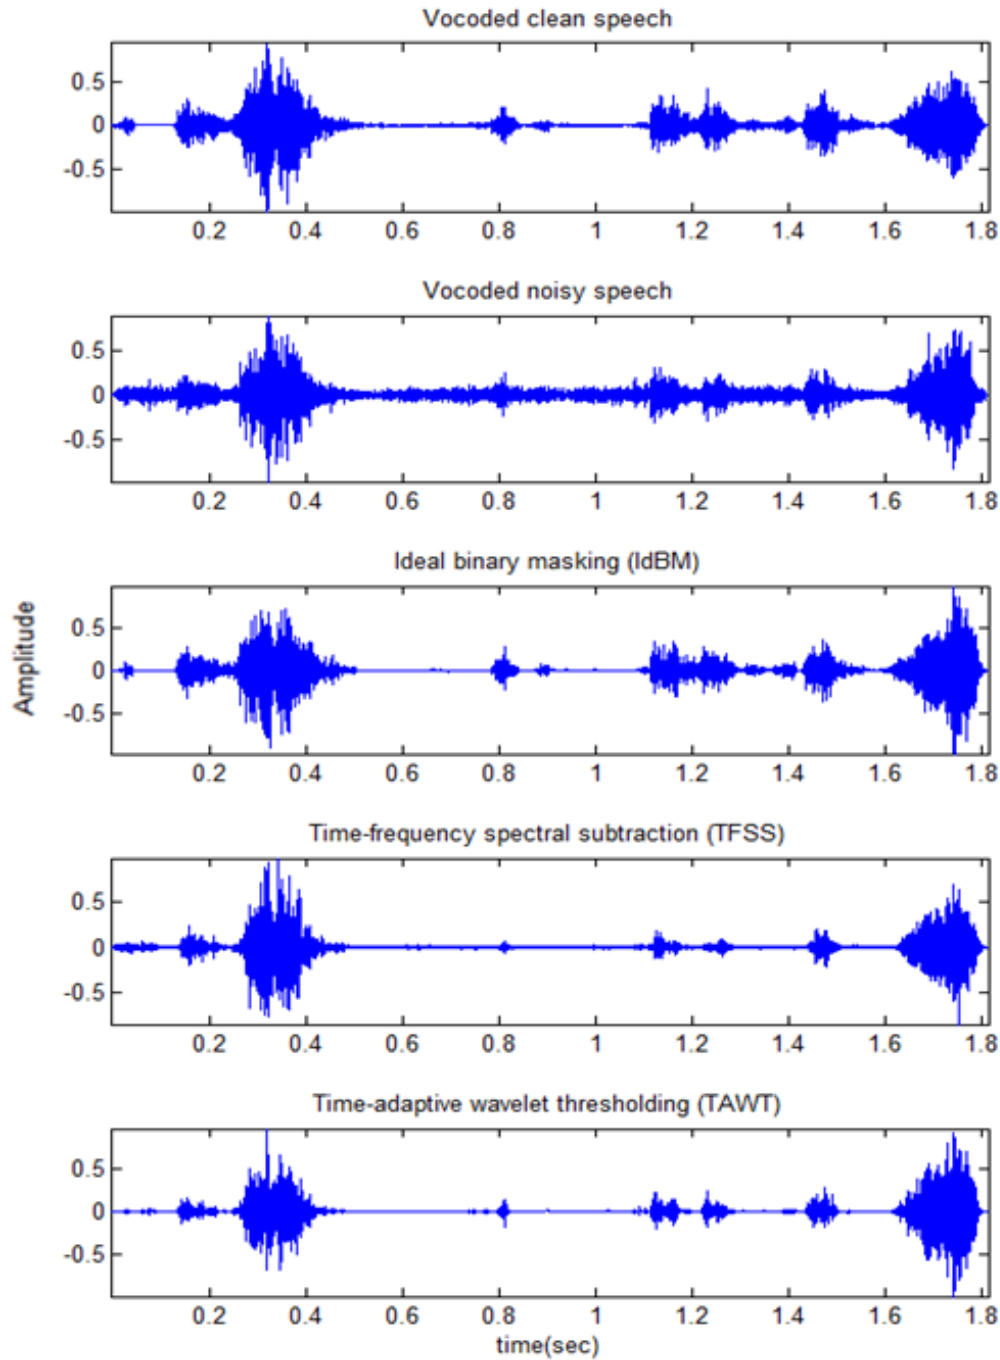 Vocoded clean speech
0.5
0
-0.5
0.2 0.4 0.6 0.8 1 1.2 1.4 1.6 1.8
Vocoded noisy speech
0.5
0
-0.5
0.2 0.4 0.6 0.8 1 1.2 1.4 1.6 1.8
Ideal binary masking (IdBM)
Amplitude
0.5
0
-0.5
0.2 0.4 0.6 0.8 1 1.2 1.4 1.6 1.8
Time-frequency spectral subtraction (TFSS)
0.5
0
-0.5
0.2 0.4 0.6 0.8 1 1.2 1.4 1.6 1.8
Time-adaptive wavelet thresholding (TAWT)
0.5
0
-0.5
0.2 0.4 0.6 0.8 1 1.2 1.4 1.6 1.8
time(sec)